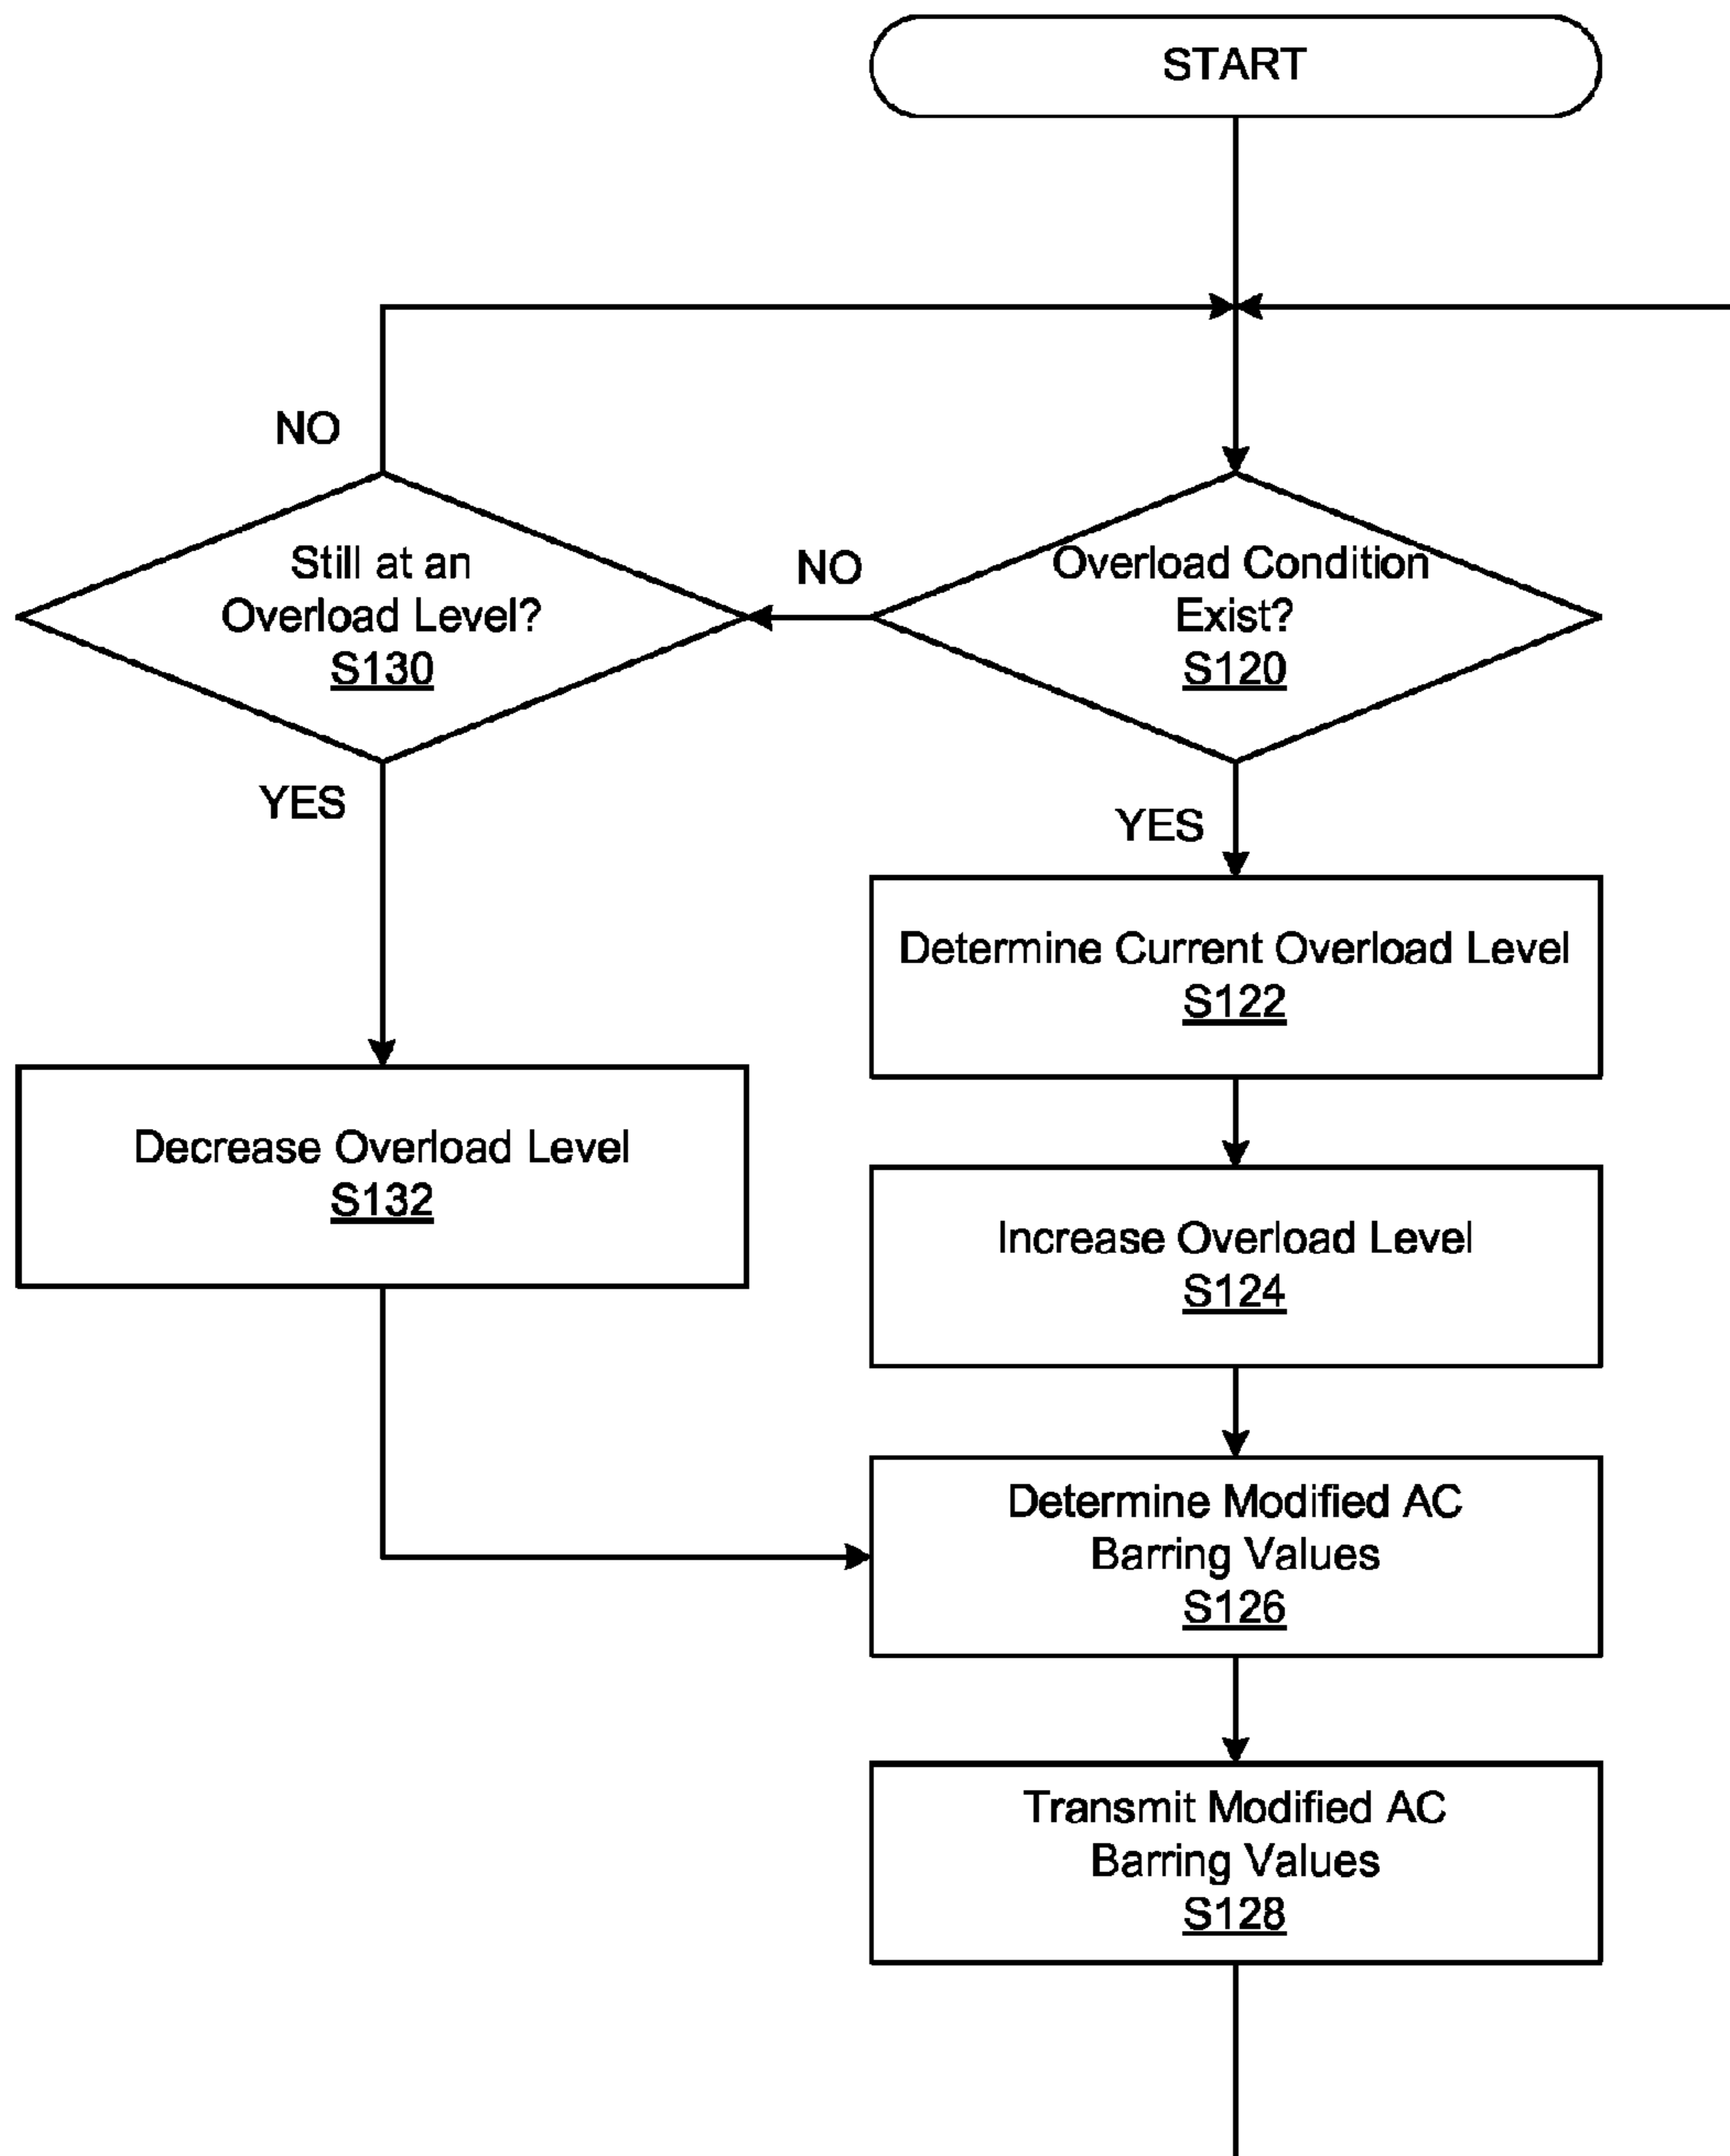 START
NO
Still at an
Overload Level?
S130
NO
Overload Condition
Exist?
S120
YES
YES
Determine Current Overload Level
S122
Decrease Overload Level
S132
Increase Overload Level
S124
Determine Modified AC
Barring Values
S126
Transmit Modified AC
Barring Values
S128